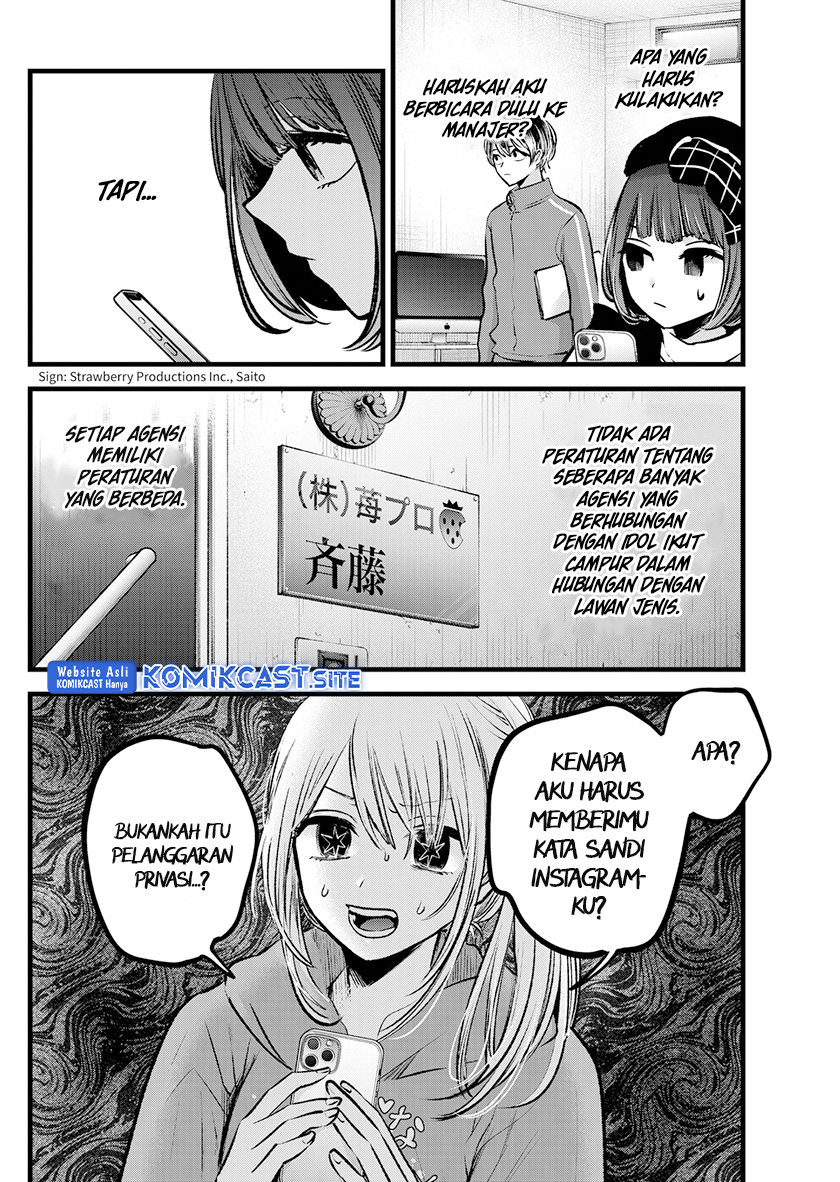 APA YANG
HARUS
KULAKUKAN?
HARUSKAH AKU
BERBICARA DULU KE
MANAJER?
TAPI...
Sign: Strawberry Productions Inc., Saito
TIDAK ADA
PERATURAN TENTANG
SEBERAPA BANYAK
AGENSI YANG
BERHUBUNGAN
DENGAN IDOL IKUT
CAMPUR DALAM
HUBUNGAN DENGAN
LAWAN JENIS.
(株)苺プロ
斉藤
SETIAP AGENSI
MEMILIKI
PERATURAN
YANG BERBEDA.
Website Asli
KOMIKCAST Hanya
KOMIKCAST.SITE
APA?
KENAPA
AKU HARUS
MEMBERIMU
KATA SANDI
INSTAGRAM-
KU?
BUKANKAH ITU
PELANGGARAN
PRIVASI...?